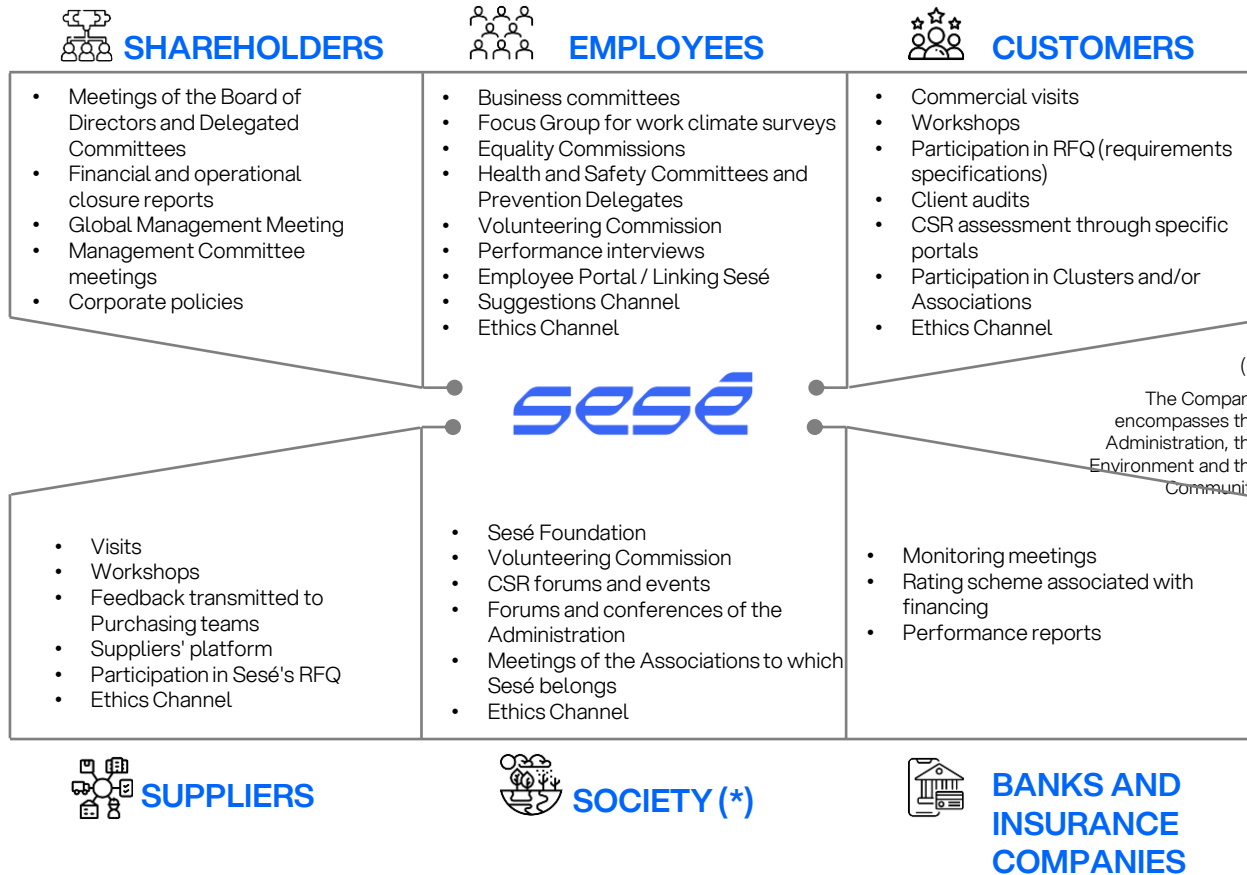 SHAREHOLDERS
EMPLOYEES
CUSTOMERS
• Meetings of the Board of
Directors and Delegated
Committees
• Financial and operational
closure reports
• Global Management Meeting
• Management Committee
meetings
• Corporate policies
• Business committees
• Focus Group for work climate surveys
• Equality Commissions
• Health and Safety Committees and
Prevention Delegates
• Volunteering Commission
• Performance interviews
• Employee Portal / Linking Sesé
• Suggestions Channel
• Ethics Channel
• Commercial visits
• Workshops
• Participation in RFQ (requirements
specifications)
• Client audits
• CSR assessment through specific
portals
• Participation in Clusters and/or
Associations
• Ethics Channel
sesé
(
The Compan
encompasses th
Administration, th
Environment and th
Communit
• Visits
• Workshops
• Feedback transmitted to
Purchasing teams
• Suppliers' platform
• Participation in Sesé's RFQ
• Ethics Channel
• Sesé Foundation
• Volunteering Commission
• CSR forums and events
• Forums and conferences of the
Administration
• Meetings of the Associations to which
Sesé belongs
• Ethics Channel
• Monitoring meetings
• Rating scheme associated with
financing
• Performance reports
SUPPLIERS
SOCIETY (*)
BANKS AND
INSURANCE
COMPANIES